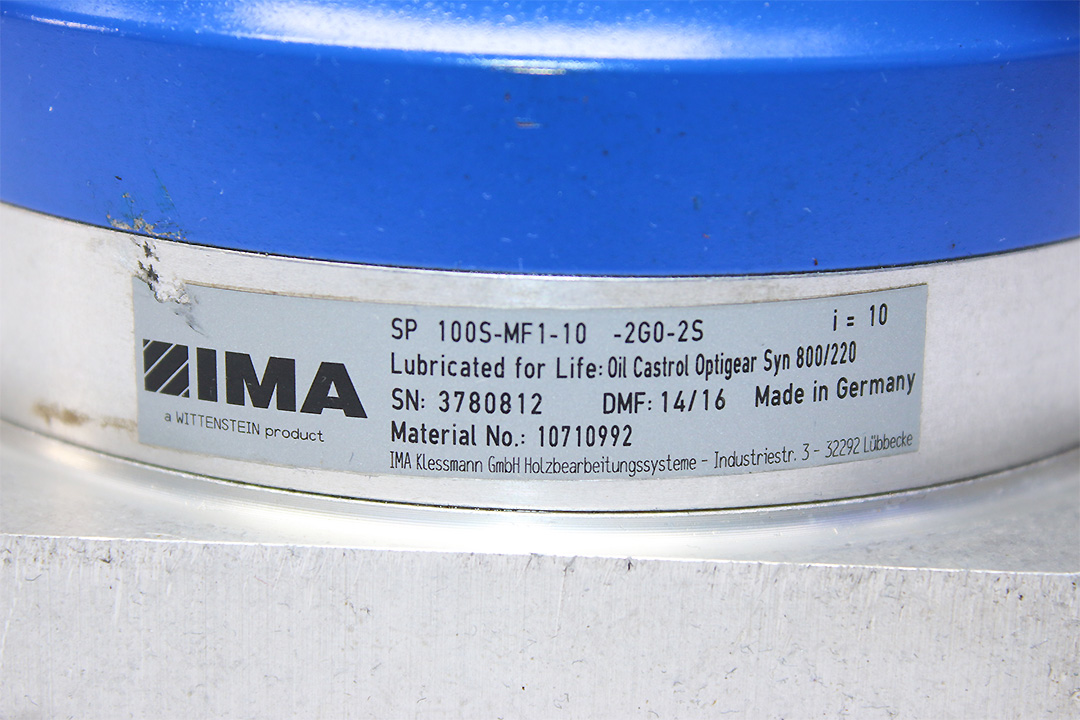 IMA
a WITTENSTEIN product
SP 100S-MF1-10 -2G0-2S i = 10
Lubricated for Life: Oil Castrol Optigear Syn 800/220
SN: 3780812 DMF: 14/16 Made in Germany
Material No.: 10710992
IMA Klessmann GmbH Holzbearbeitungssysteme - Industriestr. 3 - 32292 Lübbecke